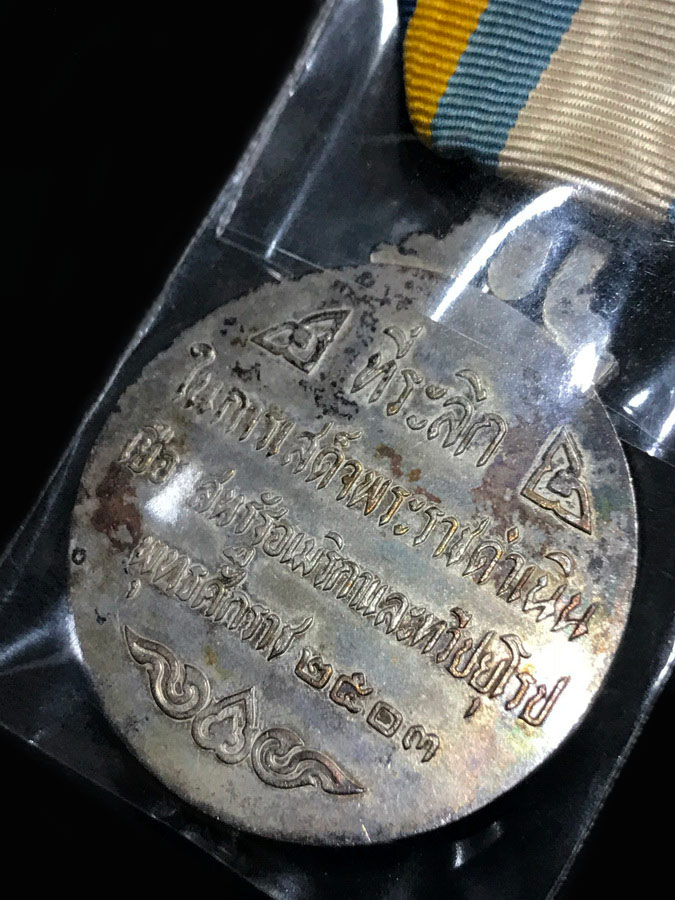 ที่ระลึก
ในการเสด็จพระราชดำเนิน
เยือน สหรัฐอเมริกาและทวีปยุโรป
พุทธศักราช ๒๕๐๓